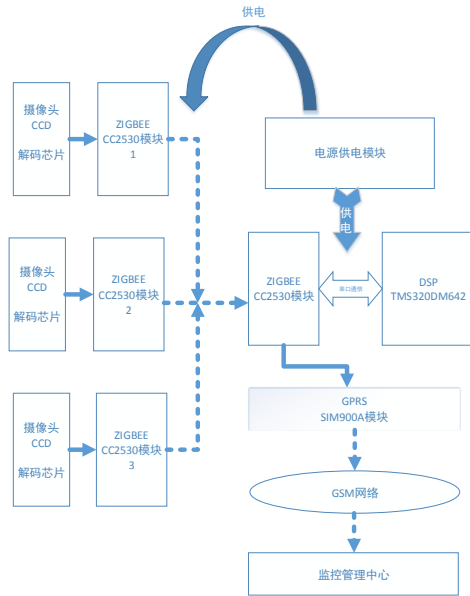 供电
摄像头
CCD
解码芯片
ZIGBEE
CC2530模块
1
电源供电模块
供
电
摄像头
CCD
解码芯片
ZIGBEE
CC2530模块
2
ZIGBEE
CC2530模块
串口通信
DSP
TMS320DM642
摄像头
CCD
解码芯片
ZIGBEE
CC2530模块
3
GPRS
SIM900A模块
GSM网络
监控管理中心